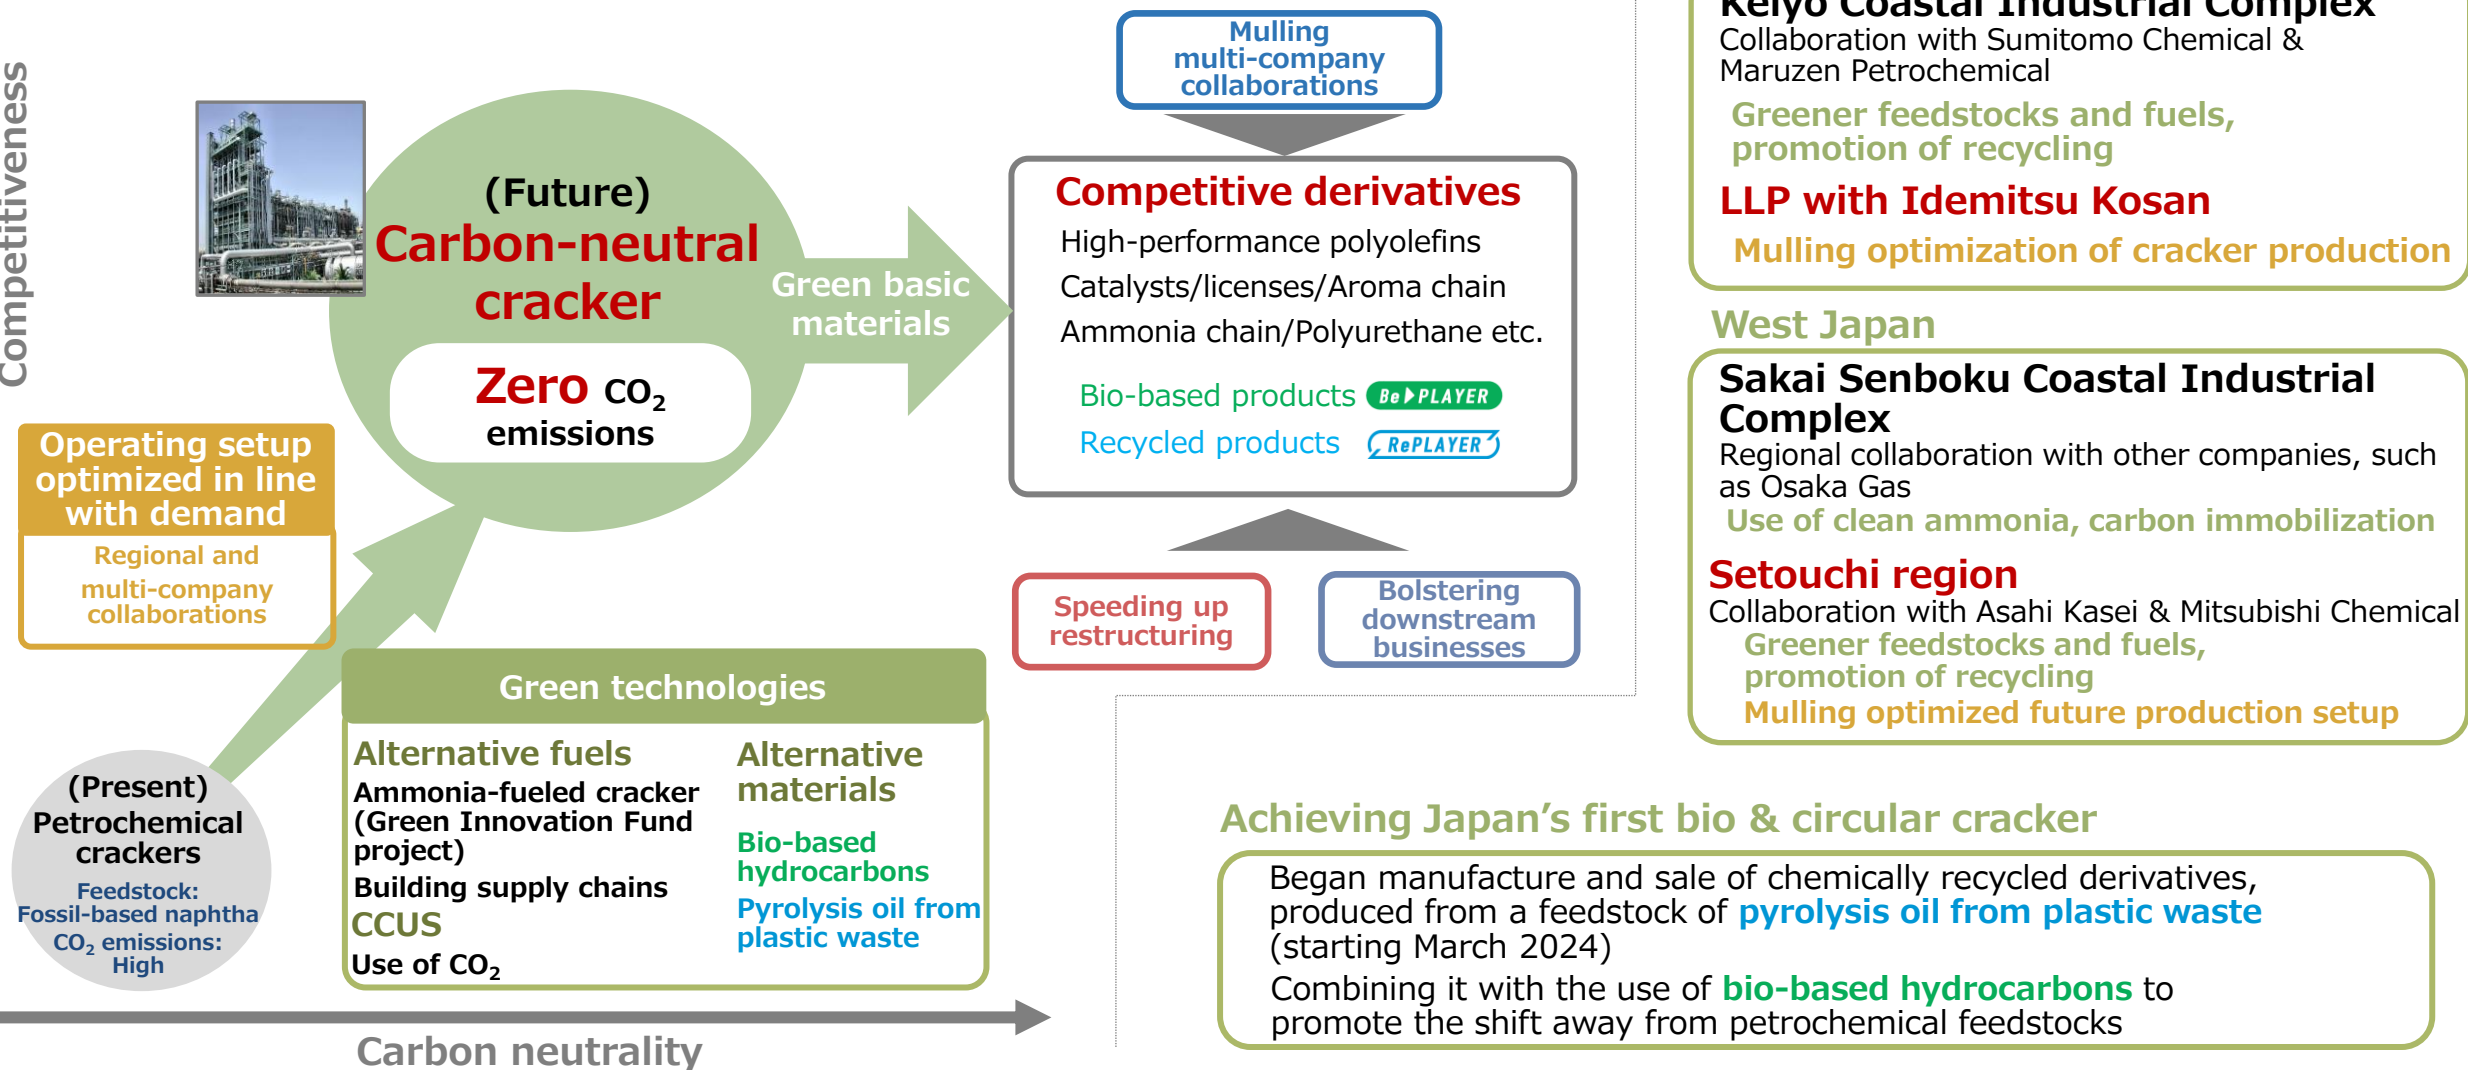 Competitiveness
(Future)
Carbon-neutral
cracker
Zero CO₂
emissions
Green basic
materials
Operating setup
optimized in line
with demand
Regional and
multi-company
collaborations
(Present)
Petrochemical
crackers
Feedstock:
Fossil-based naphtha
CO₂ emissions:
High
Green technologies
Alternative fuels
Ammonia-fueled cracker
(Green Innovation Fund
project)
Building supply chains
CCUS
Use of CO₂
Alternative
materials
Bio-based
hydrocarbons
Pyrolysis oil from
plastic waste
Carbon neutrality
Mulling
multi-company
collaborations
Competitive derivatives
High-performance polyolefins
Catalysts/licenses/Aroma chain
Ammonia chain/Polyurethane etc.
Bio-based products Be PLAYER
Recycled products RePLAYER
Speeding up
restructuring
Bolstering
downstream
businesses
Keiyo Coastal Industrial Complex
Collaboration with Sumitomo Chemical &
Maruzen Petrochemical
Greener feedstocks and fuels,
promotion of recycling
LLP with Idemitsu Kosan
Mulling optimization of cracker production
West Japan
Sakai Senboku Coastal Industrial
Complex
Regional collaboration with other companies, such
as Osaka Gas
Use of clean ammonia, carbon immobilization
Setouchi region
Collaboration with Asahi Kasei & Mitsubishi Chemical
Greener feedstocks and fuels,
promotion of recycling
Mulling optimized future production setup
Achieving Japan’s first bio & circular cracker
Began manufacture and sale of chemically recycled derivatives,
produced from a feedstock of pyrolysis oil from plastic waste
(starting March 2024)
Combining it with the use of bio-based hydrocarbons to
promote the shift away from petrochemical feedstocks